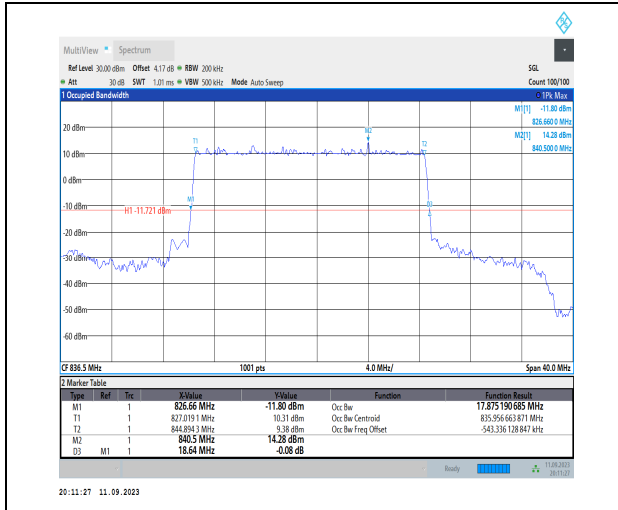 MultiView Spectrum
Ref Level 30.00 dBm Offset 4.17 dB RBW 200 kHz SGL
Att 30 dB SWT 1.01 ms VBW 500 kHz Mode Auto Sweep Count 100/100
1 Occupied Bandwidth 1Pk Max
M1[1] -11.80 dBm
826.660 0 MHz
M2[1] 14.28 dBm
840.500 0 MHz
20 dBm
M2
T1
T2
10 dBm
0 dBm
M1
D3
-10 dBm
H1 -11.721 dBm
-20 dBm
-30 dBm
-40 dBm
-50 dBm
-60 dBm
CF 836.5 MHz 1001 pts 4.0 MHz/ Span 40.0 MHz
2 Marker Table
Type Ref Trc X-Value Y-Value Function Function Result
M1 1 826.66 MHz -11.80 dBm Occ Bw 17.875 190 685 MHz
T1 1 827.019 1 MHz 10.31 dBm Occ Bw Centroid 835.956 663 871 MHz
T2 1 844.894 3 MHz 9.38 dBm Occ Bw Freq Offset -543.336 128 847 kHz
M2 1 840.5 MHz 14.28 dBm
D3 M1 1 18.64 MHz -0.08 dB
Ready 11.09.2023
20:11:27
20:11:27 11.09.2023